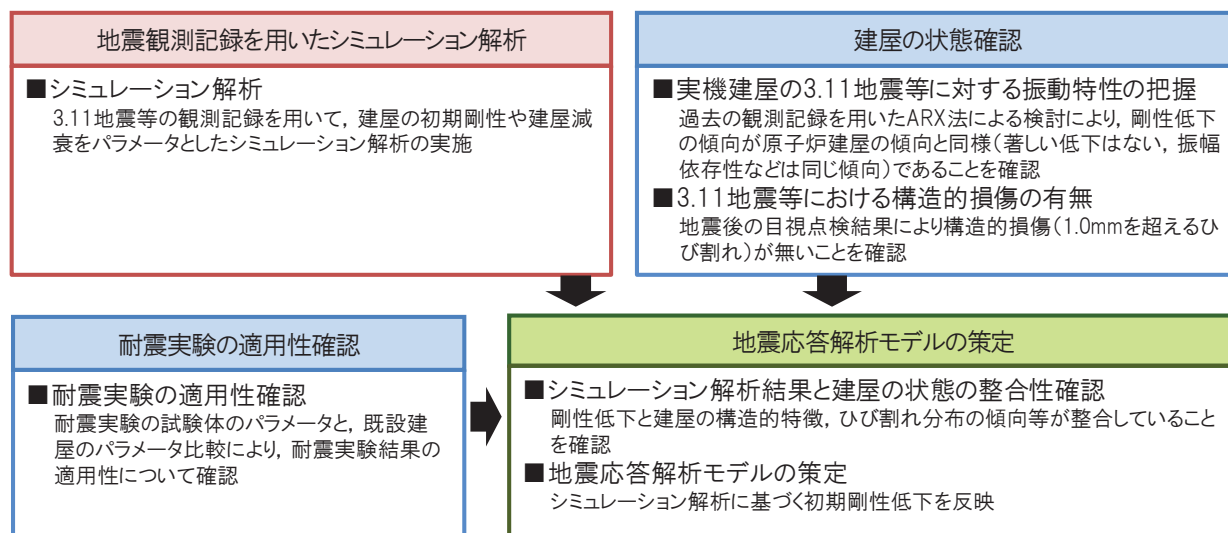 地震観測記録を用いたシミュレーション解析
■シミュレーション解析
3.11地震等の観測記録を用いて，建屋の初期剛性や建屋減
衰をパラメータとしたシミュレーション解析の実施
建屋の状態確認
■実機建屋の3.11地震等に対する振動特性の把握
過去の観測記録を用いたARX法による検討により，剛性低下
の傾向が原子炉建屋の傾向と同様（著しい低下はない，振幅
依存性などは同じ傾向）であることを確認
■3.11地震等における構造的損傷の有無
地震後の目視点検結果により構造的損傷（1.0mmを超えるひ
び割れ）が無いことを確認
耐震実験の適用性確認
■耐震実験の適用性確認
耐震実験の試験体のパラメータと，既設建
屋のパラメータ比較により，耐震実験結果の
適用性について確認
地震応答解析モデルの策定
■シミュレーション解析結果と建屋の状態の整合性確認
剛性低下と建屋の構造的特徴，ひび割れ分布の傾向等が整合していること
を確認
■地震応答解析モデルの策定
シミュレーション解析に基づく初期剛性低下を反映